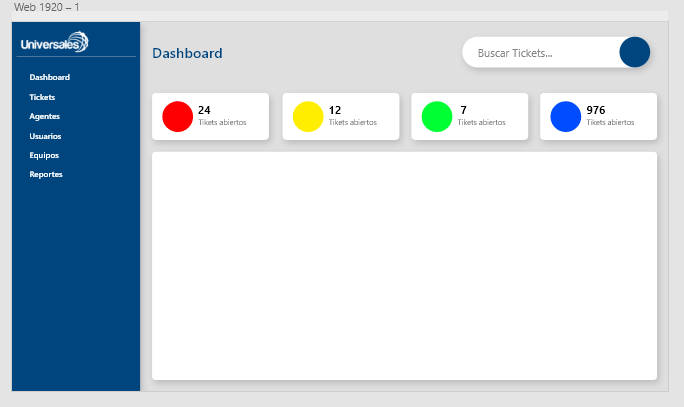 Web 1920 – 1
Universales
Dashboard
Tickets
Agentes
Usuarios
Equipos
Reportes
Dashboard
Buscar Tickets...
24
Tikets abiertos
12
Tikets abiertos
7
Tikets abiertos
976
Tikets abiertos